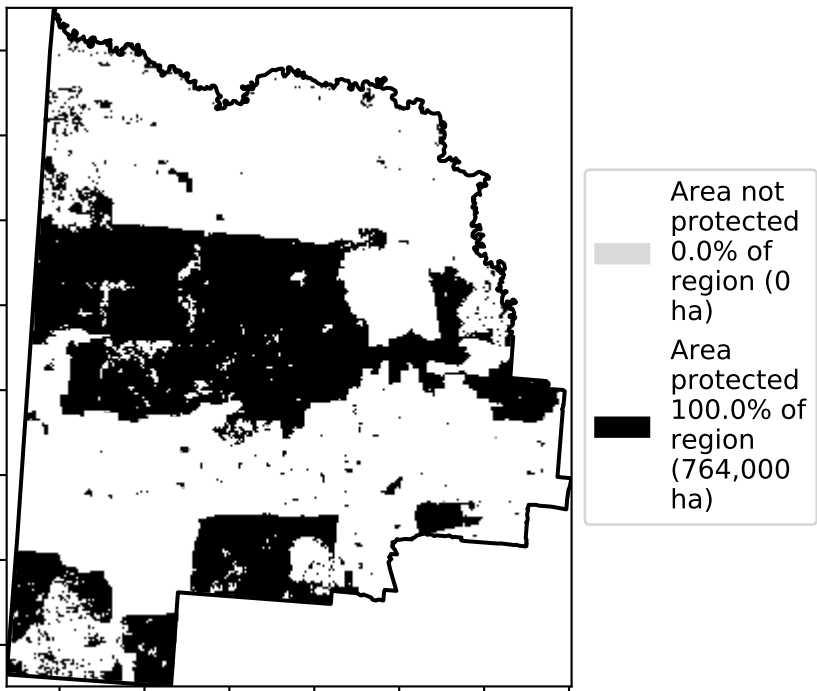 Area not
protected
0.0% of
region (0
ha)
Area
protected
100.0% of
region
(764,000
ha)